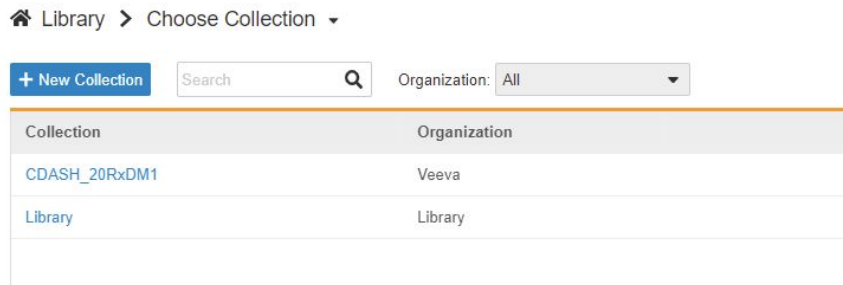 Library > Choose Collection
+ New Collection Search Organization: All
Collection Organization
CDASH_20RxDM1 Veeva
Library Library